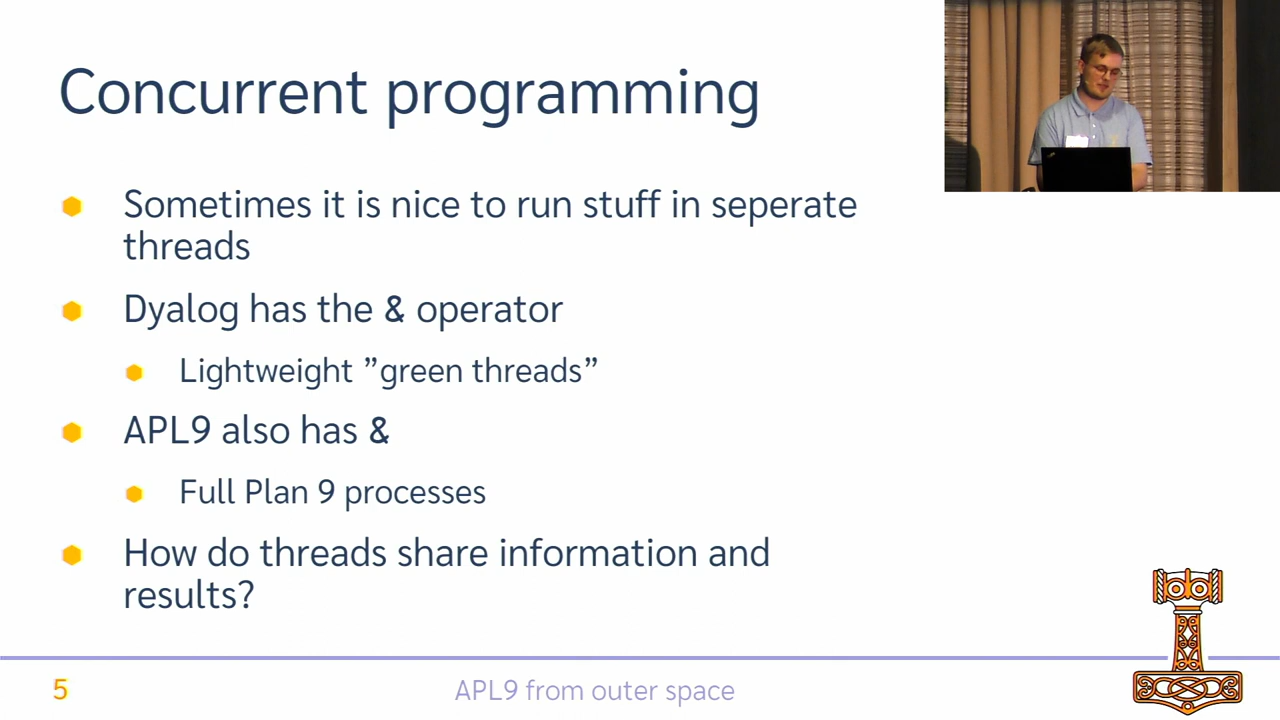 Concurrent programming
Sometimes it is nice to run stuff in seperate
threads
Dyalog has the & operator
Lightweight ”green threads”
APL9 also has &
Full Plan 9 processes
How do threads share information and
results?
5
APL9 from outer space